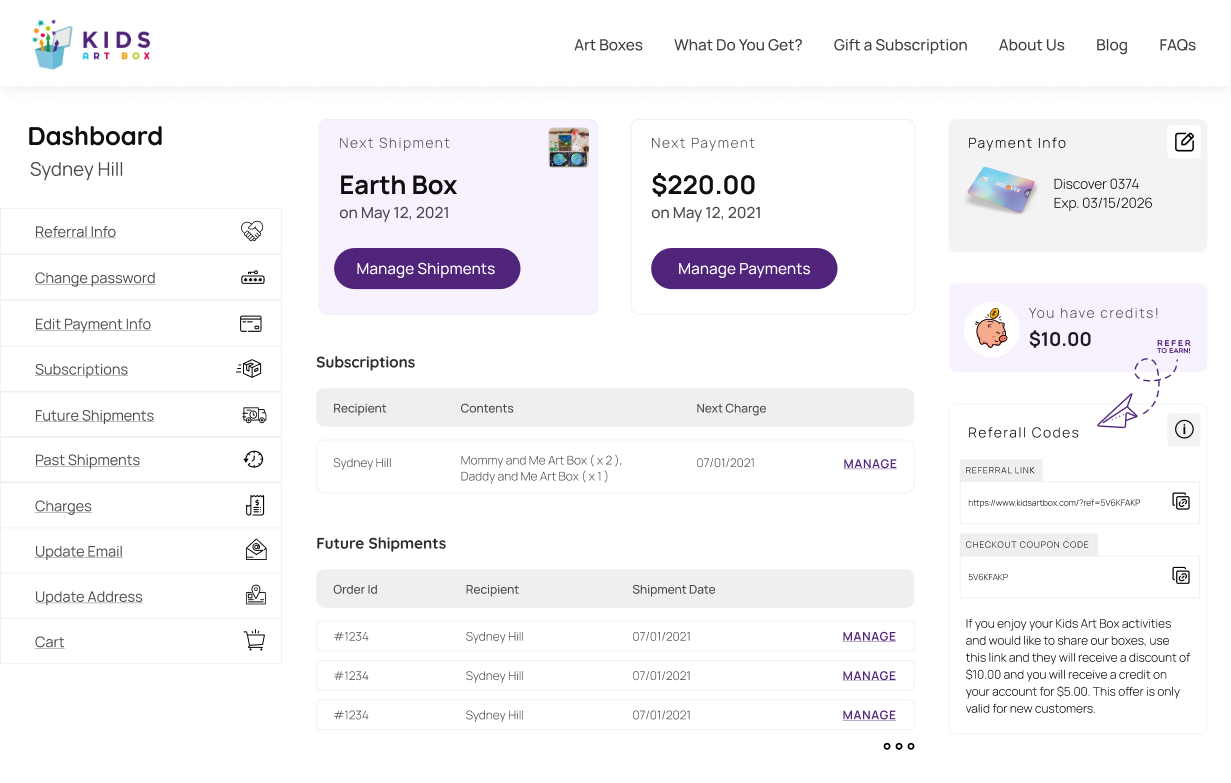 KIDS
ART BOX
Art Boxes
What Do You Get?
Gift a Subscription
About Us
Blog
FAQs
Dashboard
Sydney Hill
Referral Info
Change password
Edit Payment Info
Subscriptions
Future Shipments
Past Shipments
Charges
Update Email
Update Address
Cart
Next Shipment
Earth Box
on May 12, 2021
Manage Shipments
Next Payment
$220.00
on May 12, 2021
Manage Payments
Subscriptions
Recipient Contents Next Charge
Sydney Hill Mommy and Me Art Box ( x 2 ), 07/01/2021 MANAGE
Daddy and Me Art Box ( x 1 )
Future Shipments
Order Id Recipient Shipment Date
#1234 Sydney Hill 07/01/2021 MANAGE
#1234 Sydney Hill 07/01/2021 MANAGE
#1234 Sydney Hill 07/01/2021 MANAGE
Payment Info
DISCOVER
Discover 0374
Exp. 03/15/2026
You have credits!
$10.00
REFER
TO EARN!
Referall Codes
REFERRAL LINK
https://www.kidsartbox.com/?ref=5V6KFAKP
CHECKOUT COUPON CODE
5V6KFAKP
If you enjoy your Kids Art Box activities
and would like to share our boxes, use
this link and they will receive a discount of
$10.00 and you will receive a credit on
your account for $5.00. This offer is only
valid for new customers.